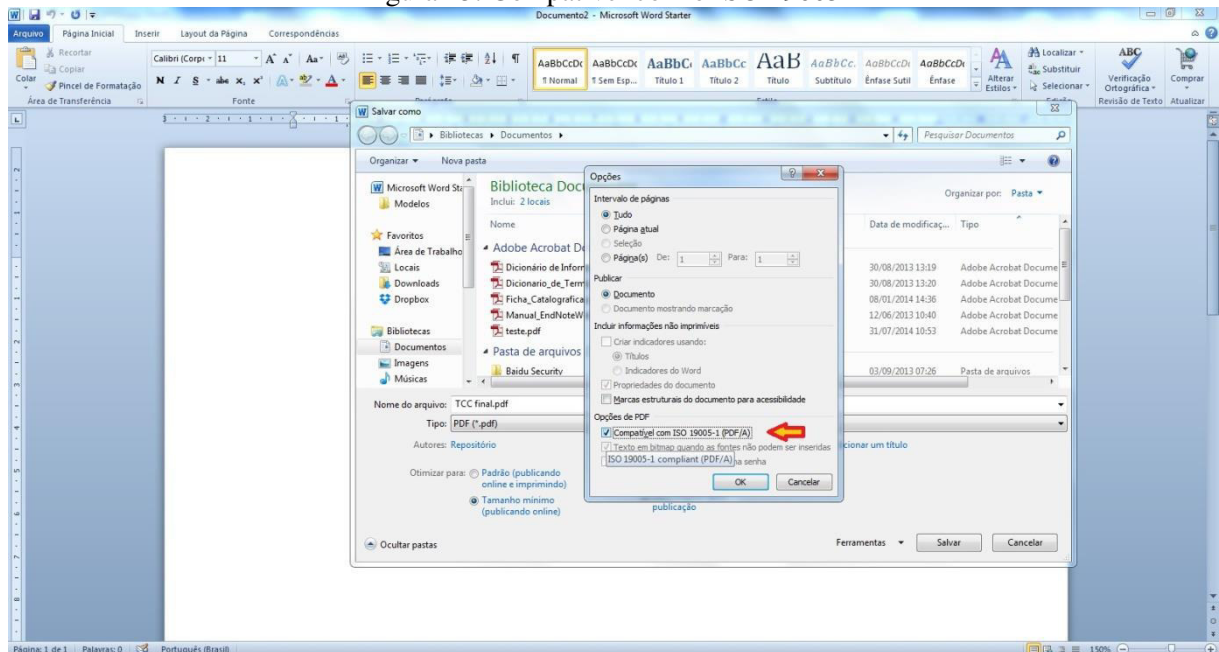 Documento2 - Microsoft Word Starter
Arquivo Página Inicial Inserir Layout da Página Correspondências
Recortar
Copiar
Colar
Pincel de Formatação
Área de Transferência
Calibri (Corpc 11
Fonte
AaBbCcDc AaBbCcDc AaBbC AaBbCc AaB AaBbCc. AaBbCcDt AaBbCcDt
¶ Normal ¶ Sem Esp... Título 1 Título 2 Título Subtítulo Ênfase Sutil Ênfase
Alterar Estilos
Localizar
Substituir
Selecionar
Verificação Ortográfica
Revisão de Texto
Comprar
Atualizar
Salvar como
Bibliotecas Documentos
Pesquisar Documentos
Organizar Nova pasta
Microsoft Word Sta
Modelos
Favoritos
Área de Trabalho
Locais
Downloads
Dropbox
Bibliotecas
Documentos
Imagens
Músicas
Biblioteca Doc
Inclui: 2 locais
Organizar por: Pasta
Nome Data de modificaç... Tipo
Adobe Acrobat D
Dicionário de Inform 30/08/2013 13:19 Adobe Acrobat Docume
Dicionario_de_Term 30/08/2013 13:20 Adobe Acrobat Docume
Ficha_Catalografica 08/01/2014 14:36 Adobe Acrobat Docume
Manual_EndNoteW 12/06/2013 10:40 Adobe Acrobat Docume
teste.pdf 31/07/2014 10:53 Adobe Acrobat Docume
Pasta de arquivos
Baidu Security 03/09/2013 07:26 Pasta de arquivos
Nome do arquivo: TCC final.pdf
Tipo: PDF (*.pdf)
Autores: Repositório
cionar um título
Otimizar para: Padrão (publicando
online e imprimindo)
Tamanho mínimo
(publicando online)
publicação
Ocultar pastas
Ferramentas Salvar Cancelar
Opções
Intervalo de páginas
Tudo
Página atual
Seleção
Página(s) De: 1 Para: 1
Publicar
Documento
Documento mostrando marcação
Incluir informações não imprimíveis
Criar indicadores usando:
Títulos
Indicadores do Word
Propriedades do documento
Marcas estruturais do documento para acessibilidade
Opções de PDF
Compatível com ISO 19005-1 (PDF/A)
Texto em bitmap quando as fontes não podem ser inseridas
ISO 19005-1 compliant (PDF/A)
senha
OK Cancelar
Página: 1 de 1 Palavras: 0 Português (Brasil) 150%